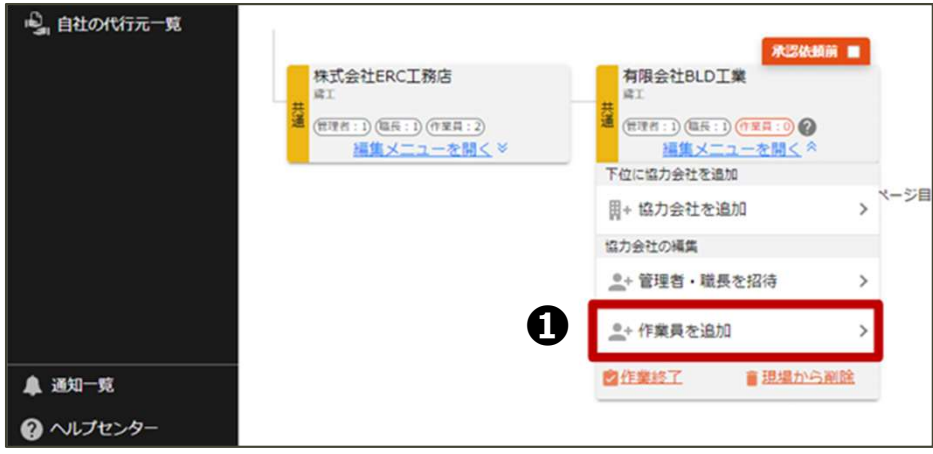 自社の代行元一覧
承認依頼前
株式会社ERC工務店
鳶工
共通
管理者:1 職長:1 作業員:2
編集メニューを開く
有限会社BLD工業
鳶工
共通
管理者:1 職長:1 作業員:0 ?
編集メニューを開く
下位に協力会社を追加
協力会社を追加
ページ目
協力会社の編集
管理者・職長を招待
❶
作業員を追加
作業終了 現場から削除
通知一覧
? ヘルプセンター